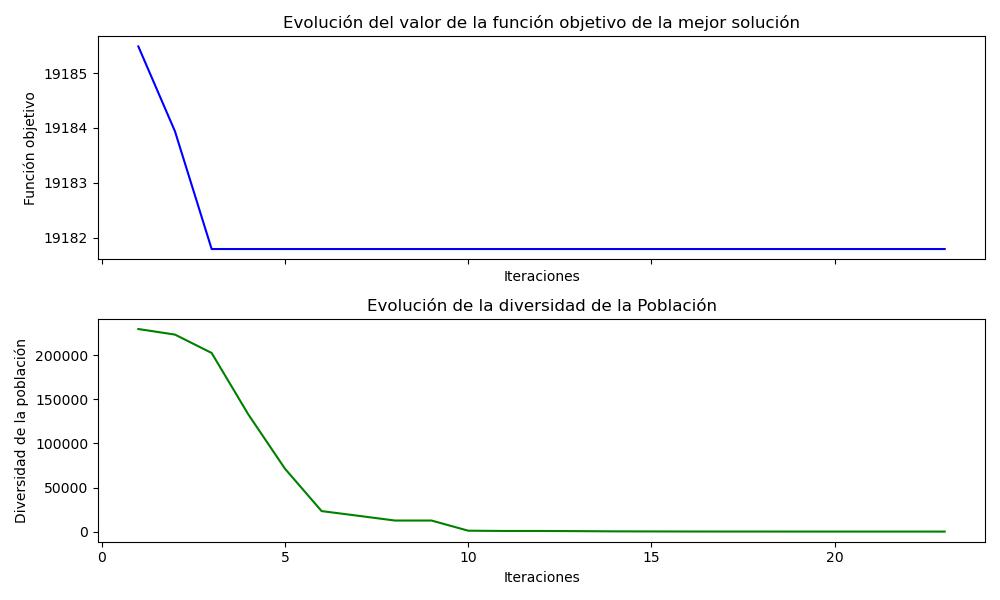 Evolución del valor de la función objetivo de la mejor solución
Función objetivo
19185
19184
19183
19182
Iteraciones
Evolución de la diversidad de la Población
Diversidad de la población
200000
150000
100000
50000
0
0 5 10 15 20
Iteraciones